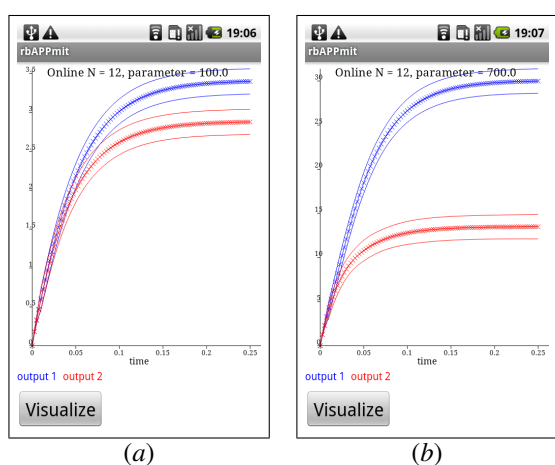 19:06
rbAPPmit
Online N = 12, parameter = 100.0
3.5
3
2.5
2
1.5
1
0.5
0
0 0.05 0.1 0.15 0.2 0.25
time
output 1 output 2
Visualize
(a)
19:07
rbAPPmit
Online N = 12, parameter = 700.0
30
25
20
15
10
5
0
0 0.05 0.1 0.15 0.2 0.25
time
output 1 output 2
Visualize
(b)